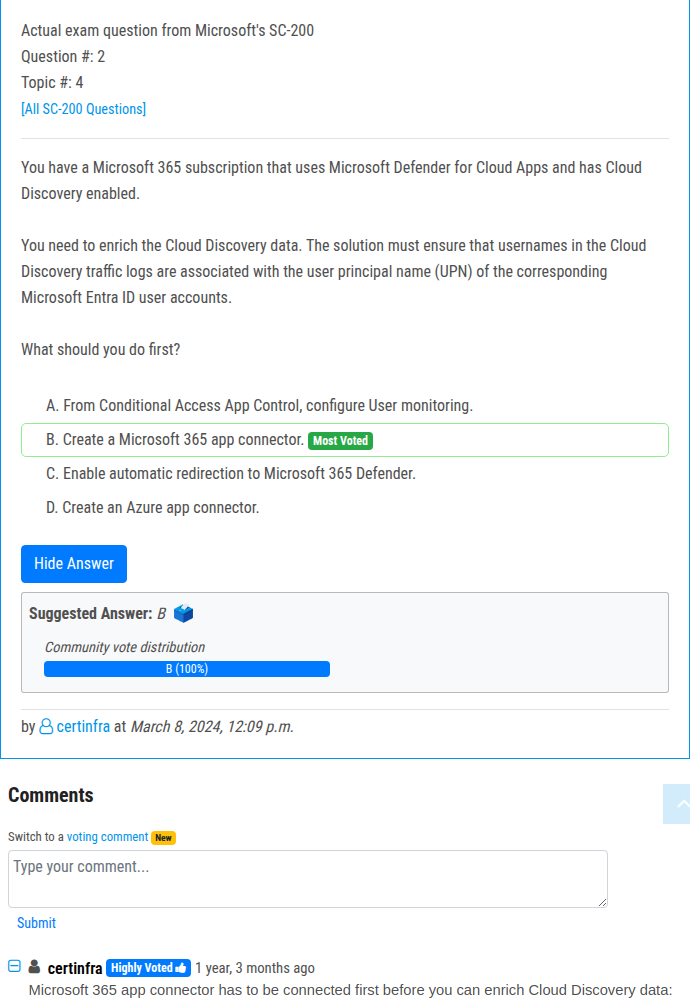 Actual exam question from Microsoft's SC-200
Question #: 2
Topic #: 4
[All SC-200 Questions]
You have a Microsoft 365 subscription that uses Microsoft Defender for Cloud Apps and has Cloud
Discovery enabled.
You need to enrich the Cloud Discovery data. The solution must ensure that usernames in the Cloud
Discovery traffic logs are associated with the user principal name (UPN) of the corresponding
Microsoft Entra ID user accounts.
What should you do first?
A. From Conditional Access App Control, configure User monitoring.
B. Create a Microsoft 365 app connector. Most Voted
C. Enable automatic redirection to Microsoft 365 Defender.
D. Create an Azure app connector.
Hide Answer
Suggested Answer: B
Community vote distribution
B (100%)
by certinfra at March 8, 2024, 12:09 p.m.
Comments
Switch to a voting comment New
Type your comment...
Submit
certinfra Highly Voted 1 year, 3 months ago
Microsoft 365 app connector has to be connected first before you can enrich Cloud Discovery data: